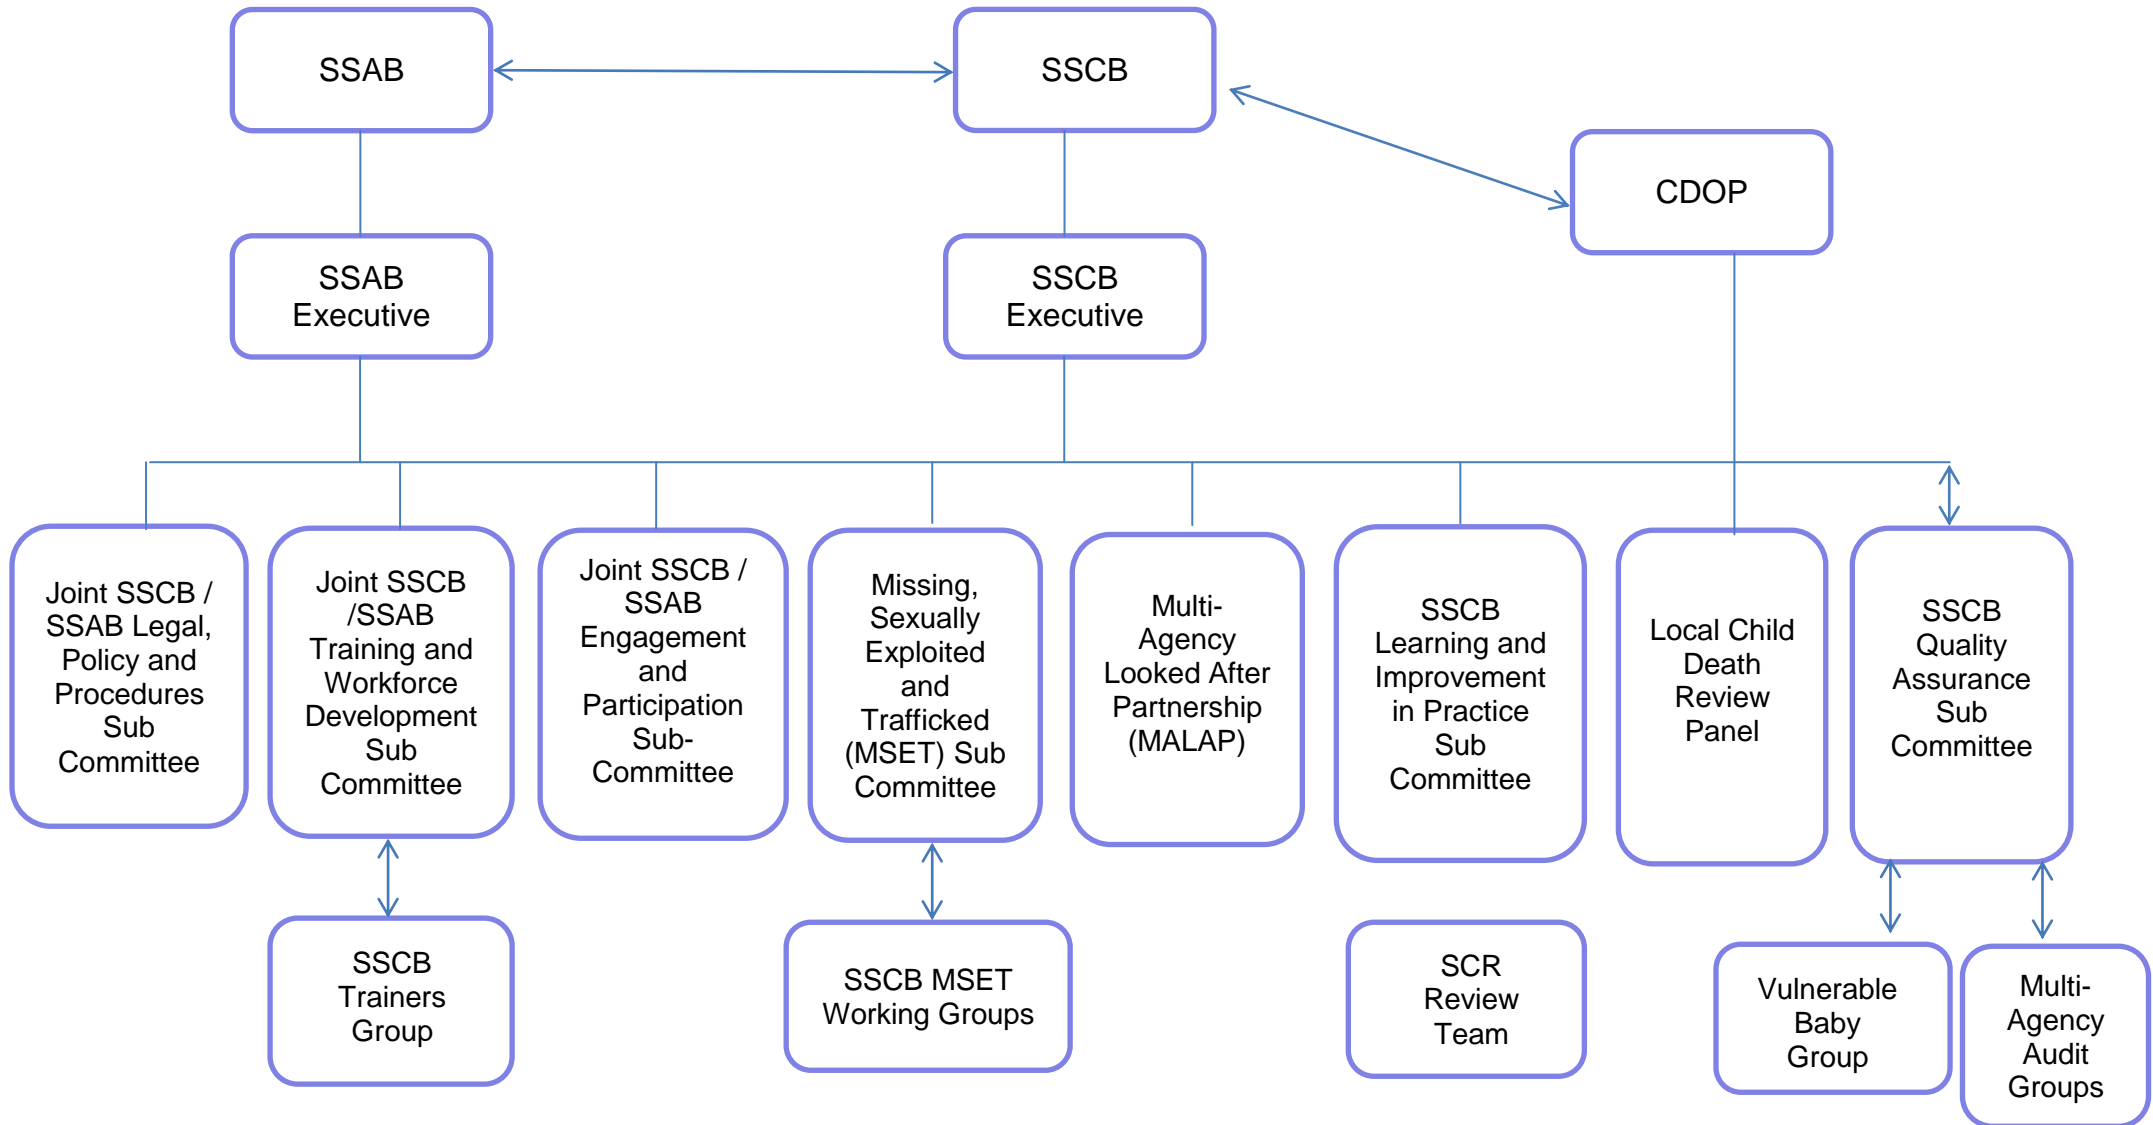 SSAB
SSCB
CDOP
SSAB
Executive
SSCB
Executive
Joint SSCB /
SSAB Legal,
Policy and
Procedures
Sub
Committee
Joint SSCB
/SSAB
Training and
Workforce
Development
Sub
Committee
Joint SSCB /
SSAB
Engagement
and
Participation
Sub-
Committee
Missing,
Sexually
Exploited
and
Trafficked
(MSET) Sub
Committee
Multi-
Agency
Looked After
Partnership
(MALAP)
SSCB
Learning and
Improvement
in Practice
Sub
Committee
Local Child
Death
Review
Panel
SSCB
Quality
Assurance
Sub
Committee
SSCB
Trainers
Group
SSCB MSET
Working Groups
SCR
Review
Team
Vulnerable
Baby
Group
Multi-
Agency
Audit
Groups